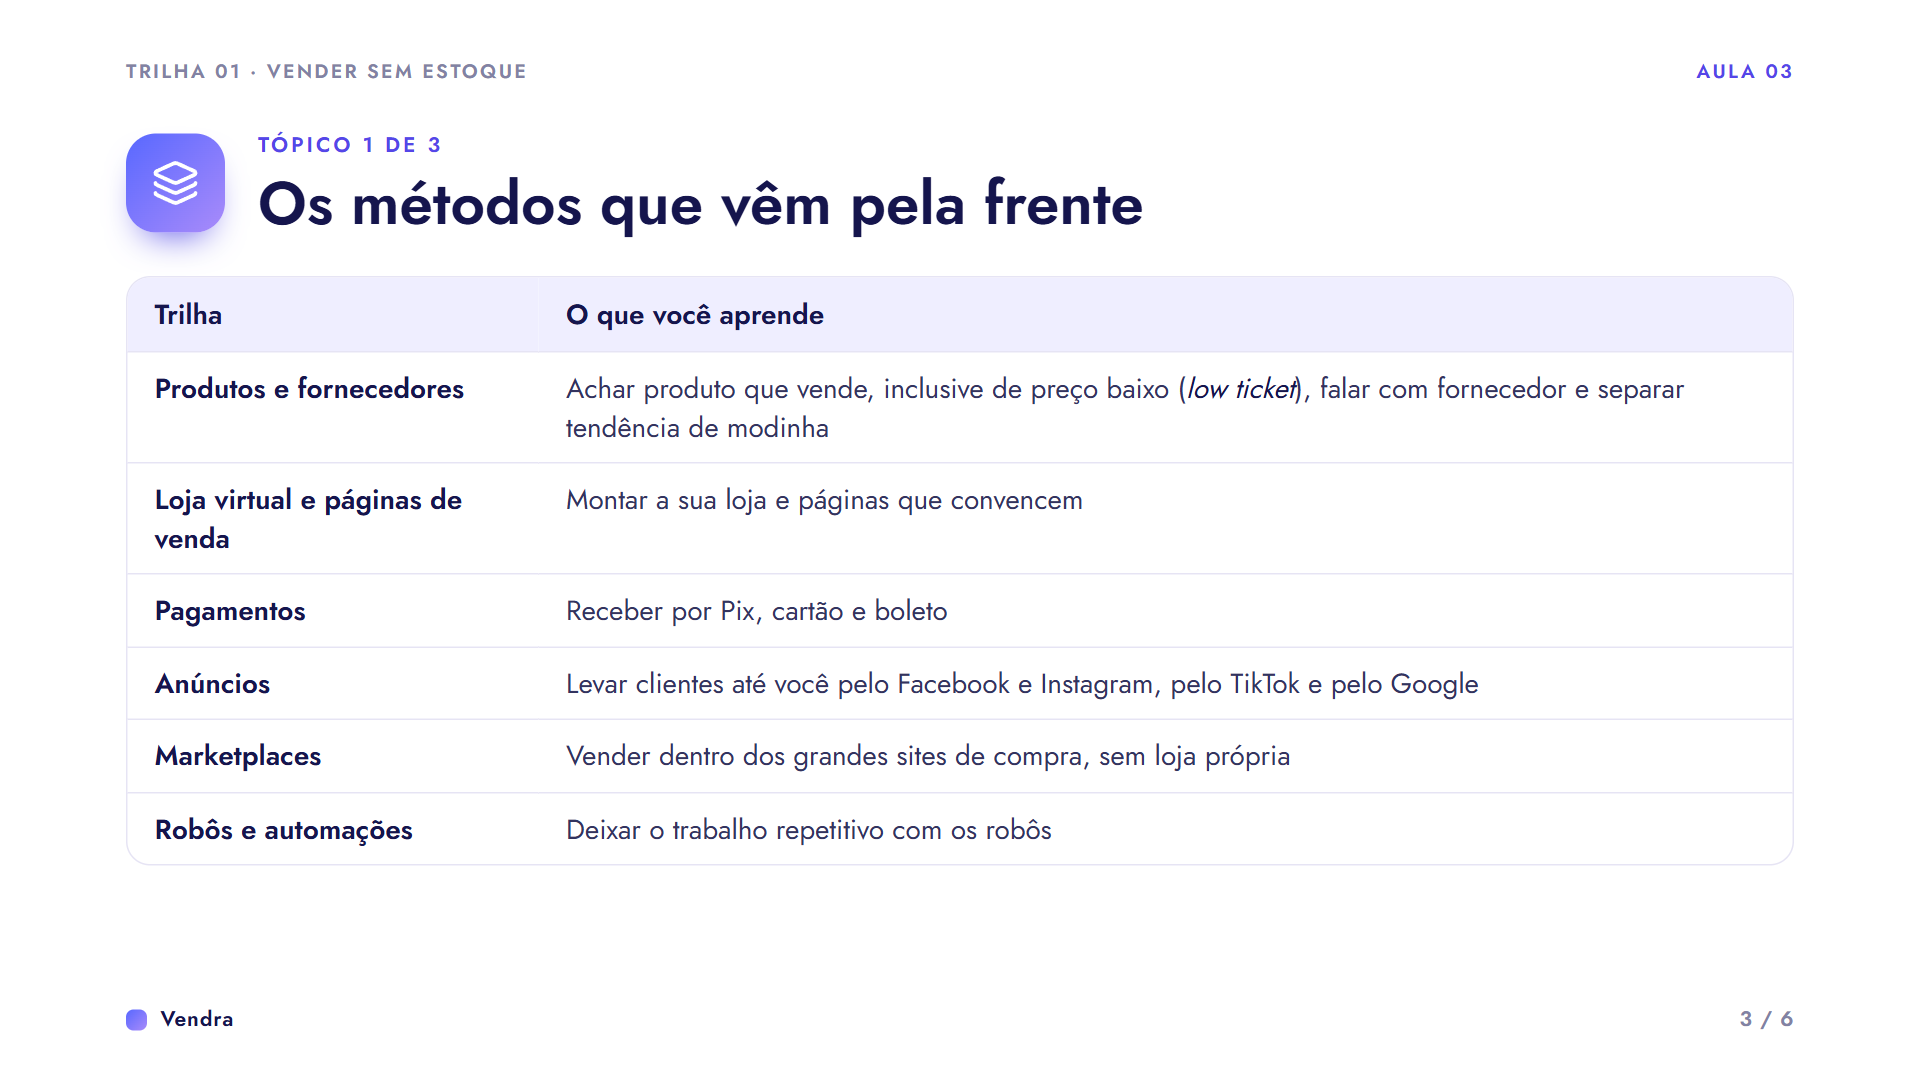 TRILHA 01 · VENDER SEM ESTOQUE
AULA 03
TÓPICO 1 DE 3
Os métodos que vêm pela frente
Trilha
O que você aprende
Produtos e fornecedores
Achar produto que vende, inclusive de preço baixo (low ticket), falar com fornecedor e separar
tendência de modinha
Loja virtual e páginas de
venda
Montar a sua loja e páginas que convencem
Pagamentos
Receber por Pix, cartão e boleto
Anúncios
Levar clientes até você pelo Facebook e Instagram, pelo TikTok e pelo Google
Marketplaces
Vender dentro dos grandes sites de compra, sem loja própria
Robôs e automações
Deixar o trabalho repetitivo com os robôs
Vendra
3 / 6